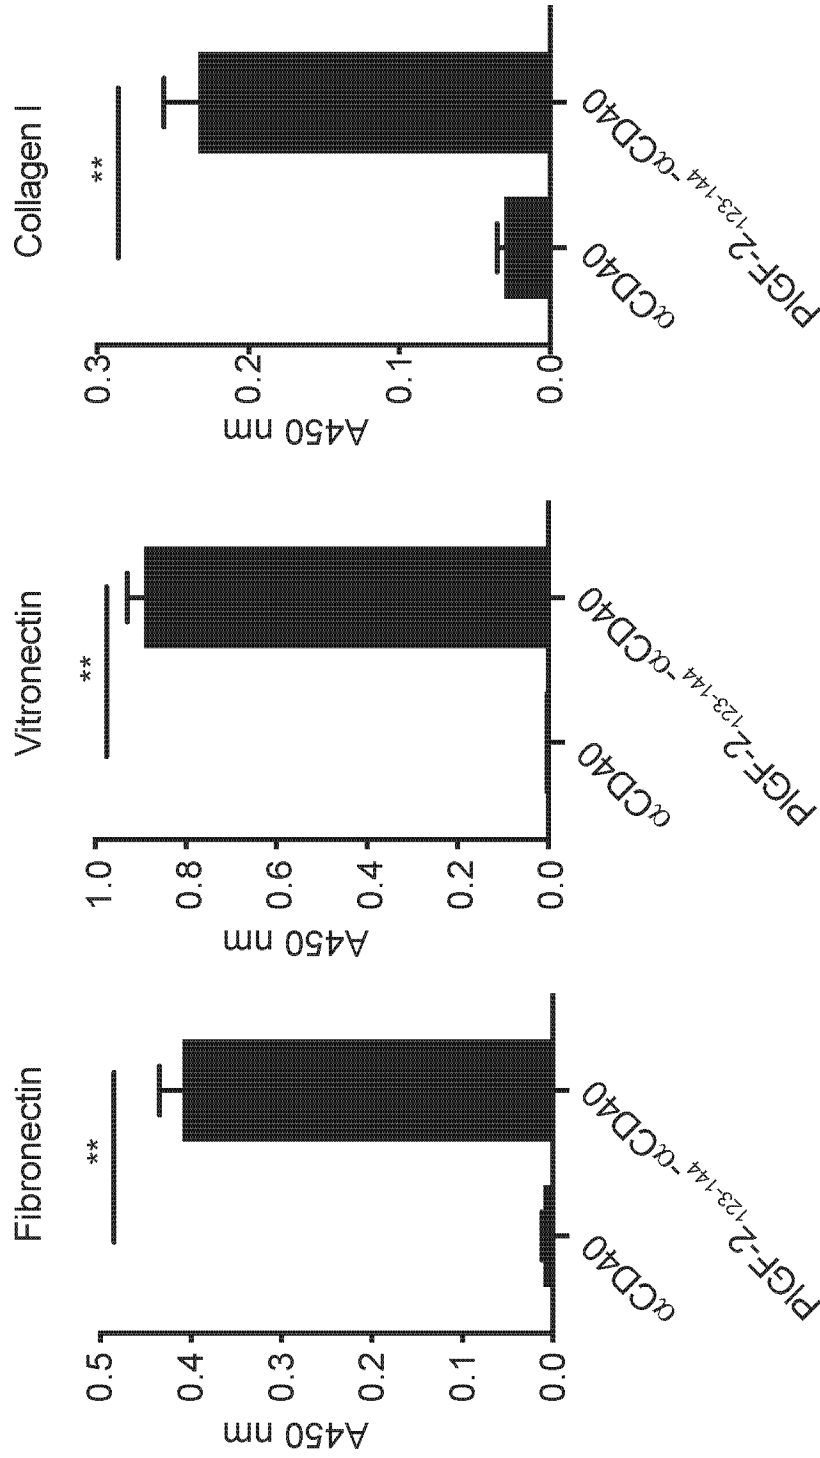 Fibronectin
**
A450 nm
0.5
0.4
0.3
0.2
0.1
0.0
αCD40
PlGF-2123-144-αCD40
Vitronectin
**
A450 nm
1.0
0.8
0.6
0.4
0.2
0.0
αCD40
PlGF-2123-144-αCD40
Collagen I
**
A450 nm
0.3
0.2
0.1
0.0
αCD40
PlGF-2123-144-αCD40